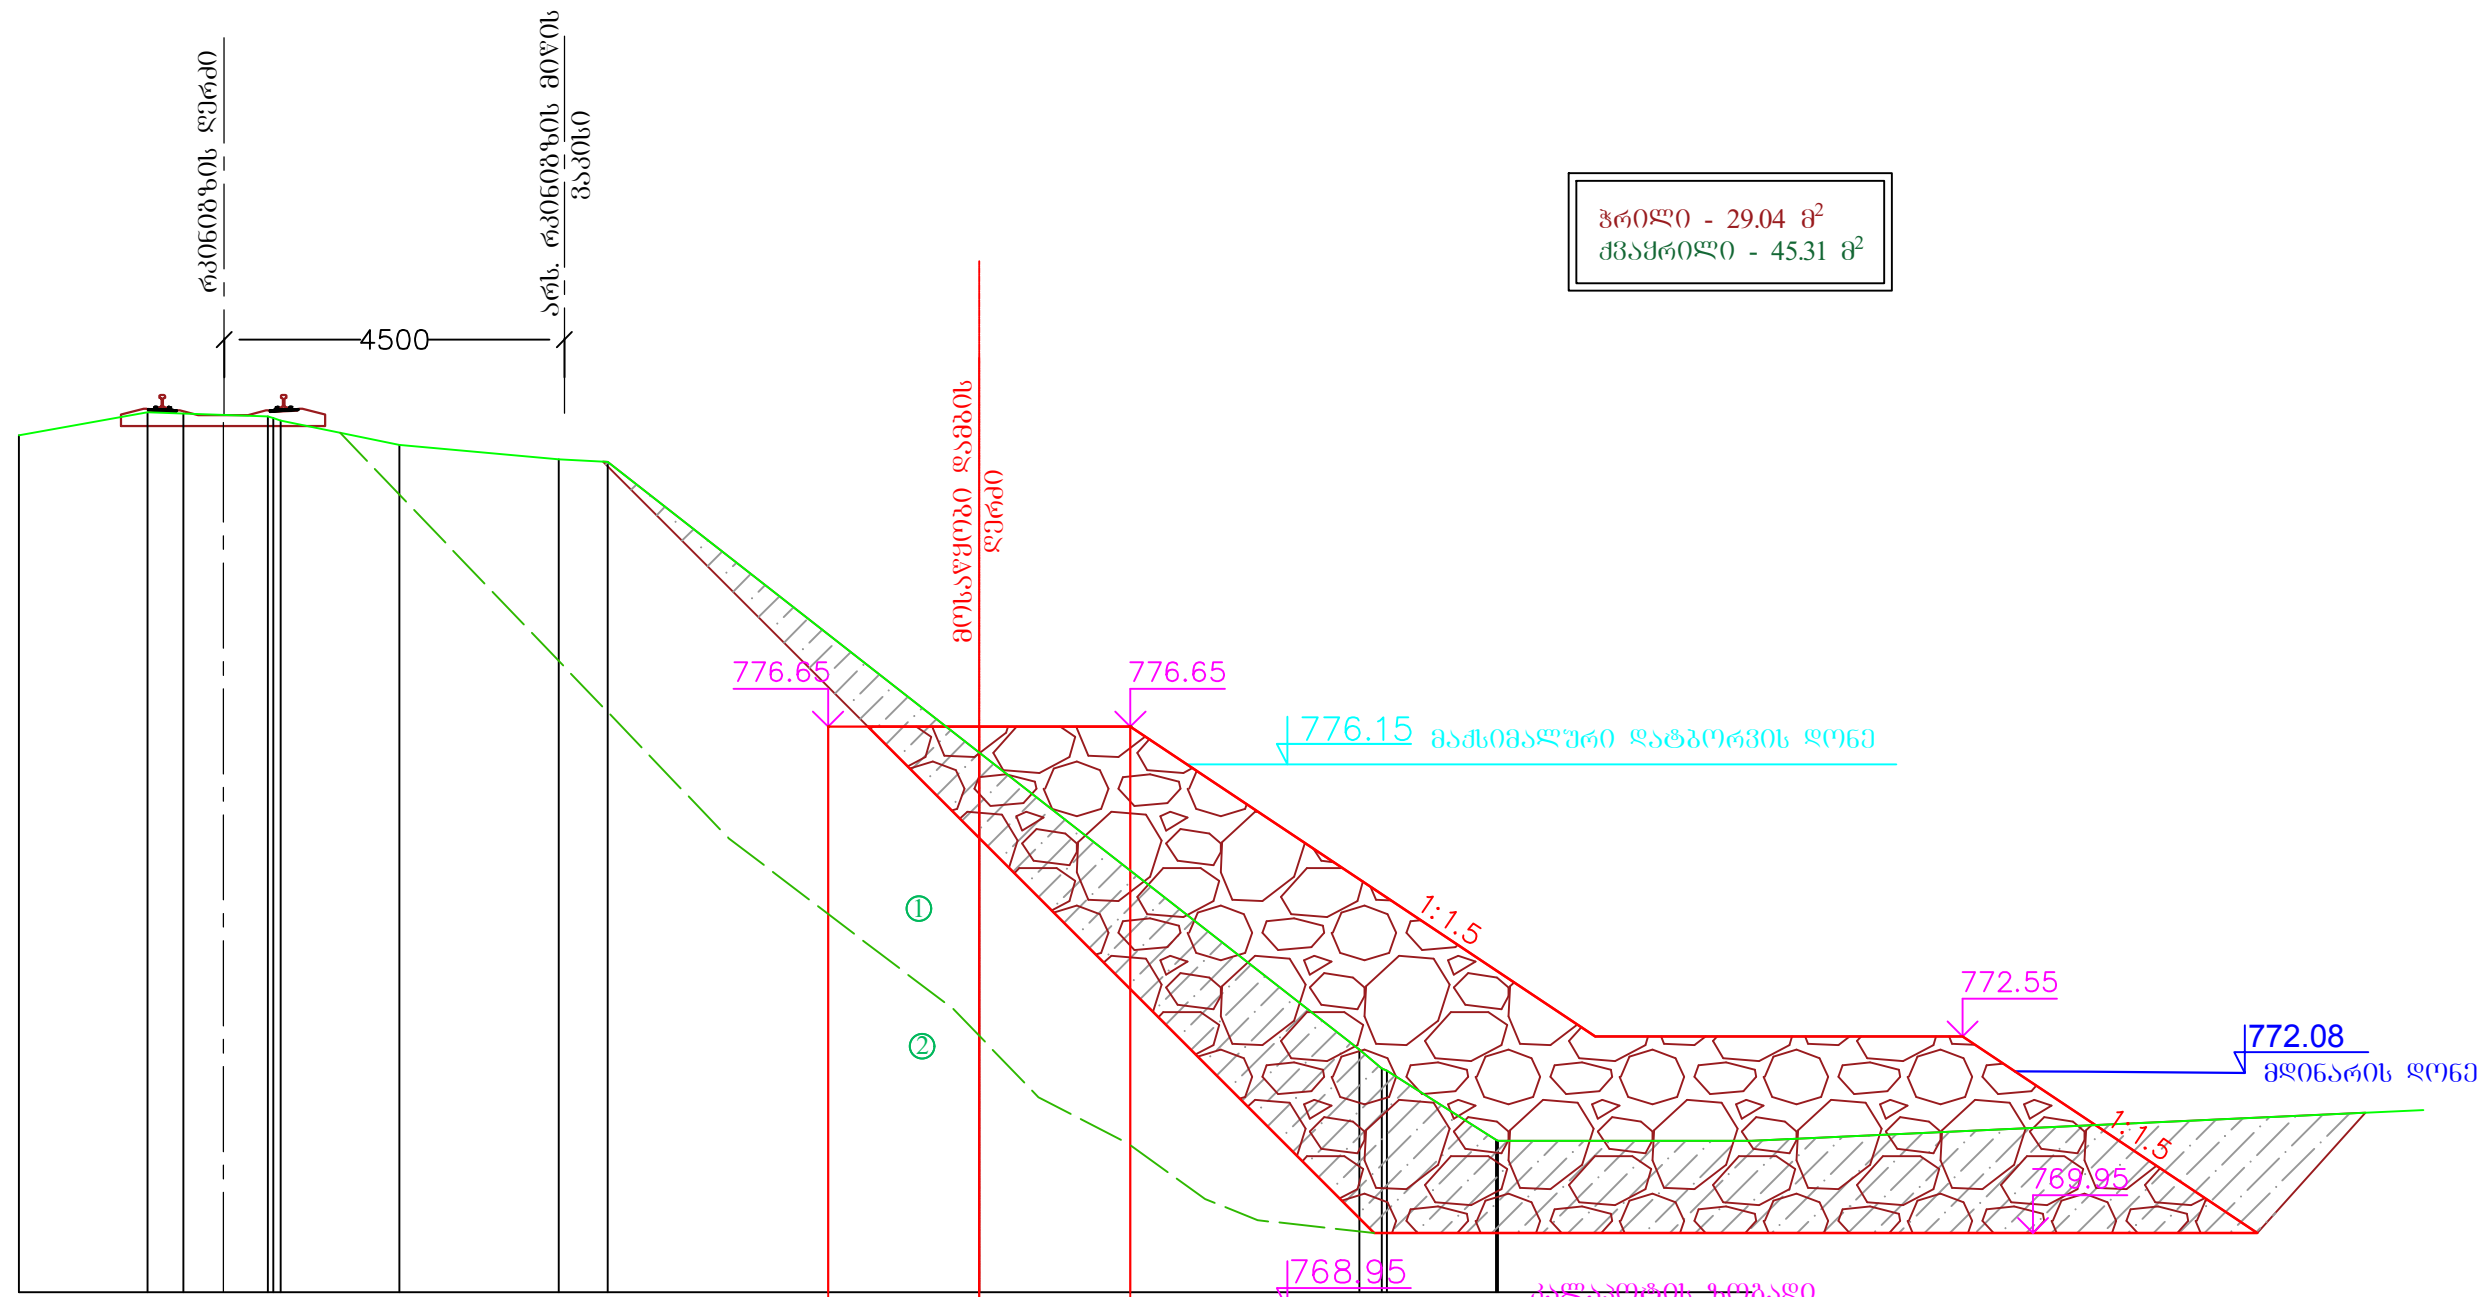 რკინიგზის ღერძი
არს. რკინიგზის მიწის
ვაკისი
4500
ჭრილი - 29.04 მ²
ქვაყრილი - 45.31 მ²
მოსაწყობი დამბის
ღერძი
776.65
776.65
776.15 მაქსიმალური დატბორვის დონე
1:1.5
772.55
772.08
მდინარის დონე
1:1.5
769.95
①
②
768.95
კალაპოტის ზოგადი